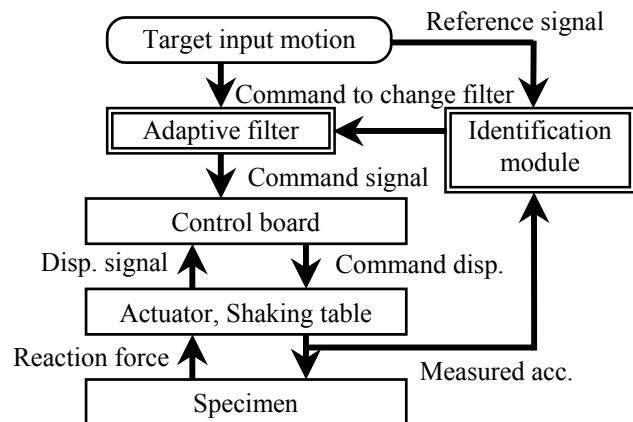 Target input motion
Reference signal
Command to change filter
Adaptive filter
Identification
module
Command signal
Control board
Disp. signal
Command disp.
Actuator, Shaking table
Reaction force
Measured acc.
Specimen